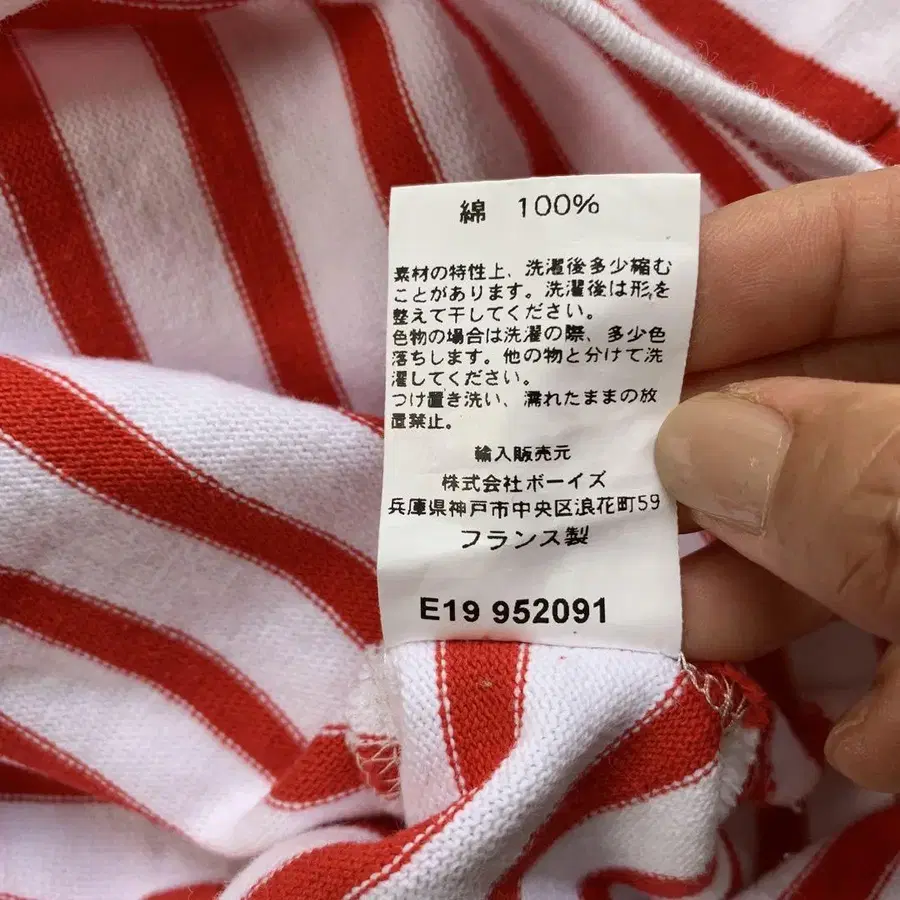 綿 100%
素材の特性上、洗濯後多少縮む
ことがあります。洗濯後は形を
整えて干してください。
色物の場合は洗濯の際、多少色
落ちします。他の物と分けて洗
濯してください。
つけ置き洗い、濡れたままの放
置禁止。
輸入販売元
株式会社ボーイズ
兵庫県神戸市中央区浪花町59
フランス製
E19 952091